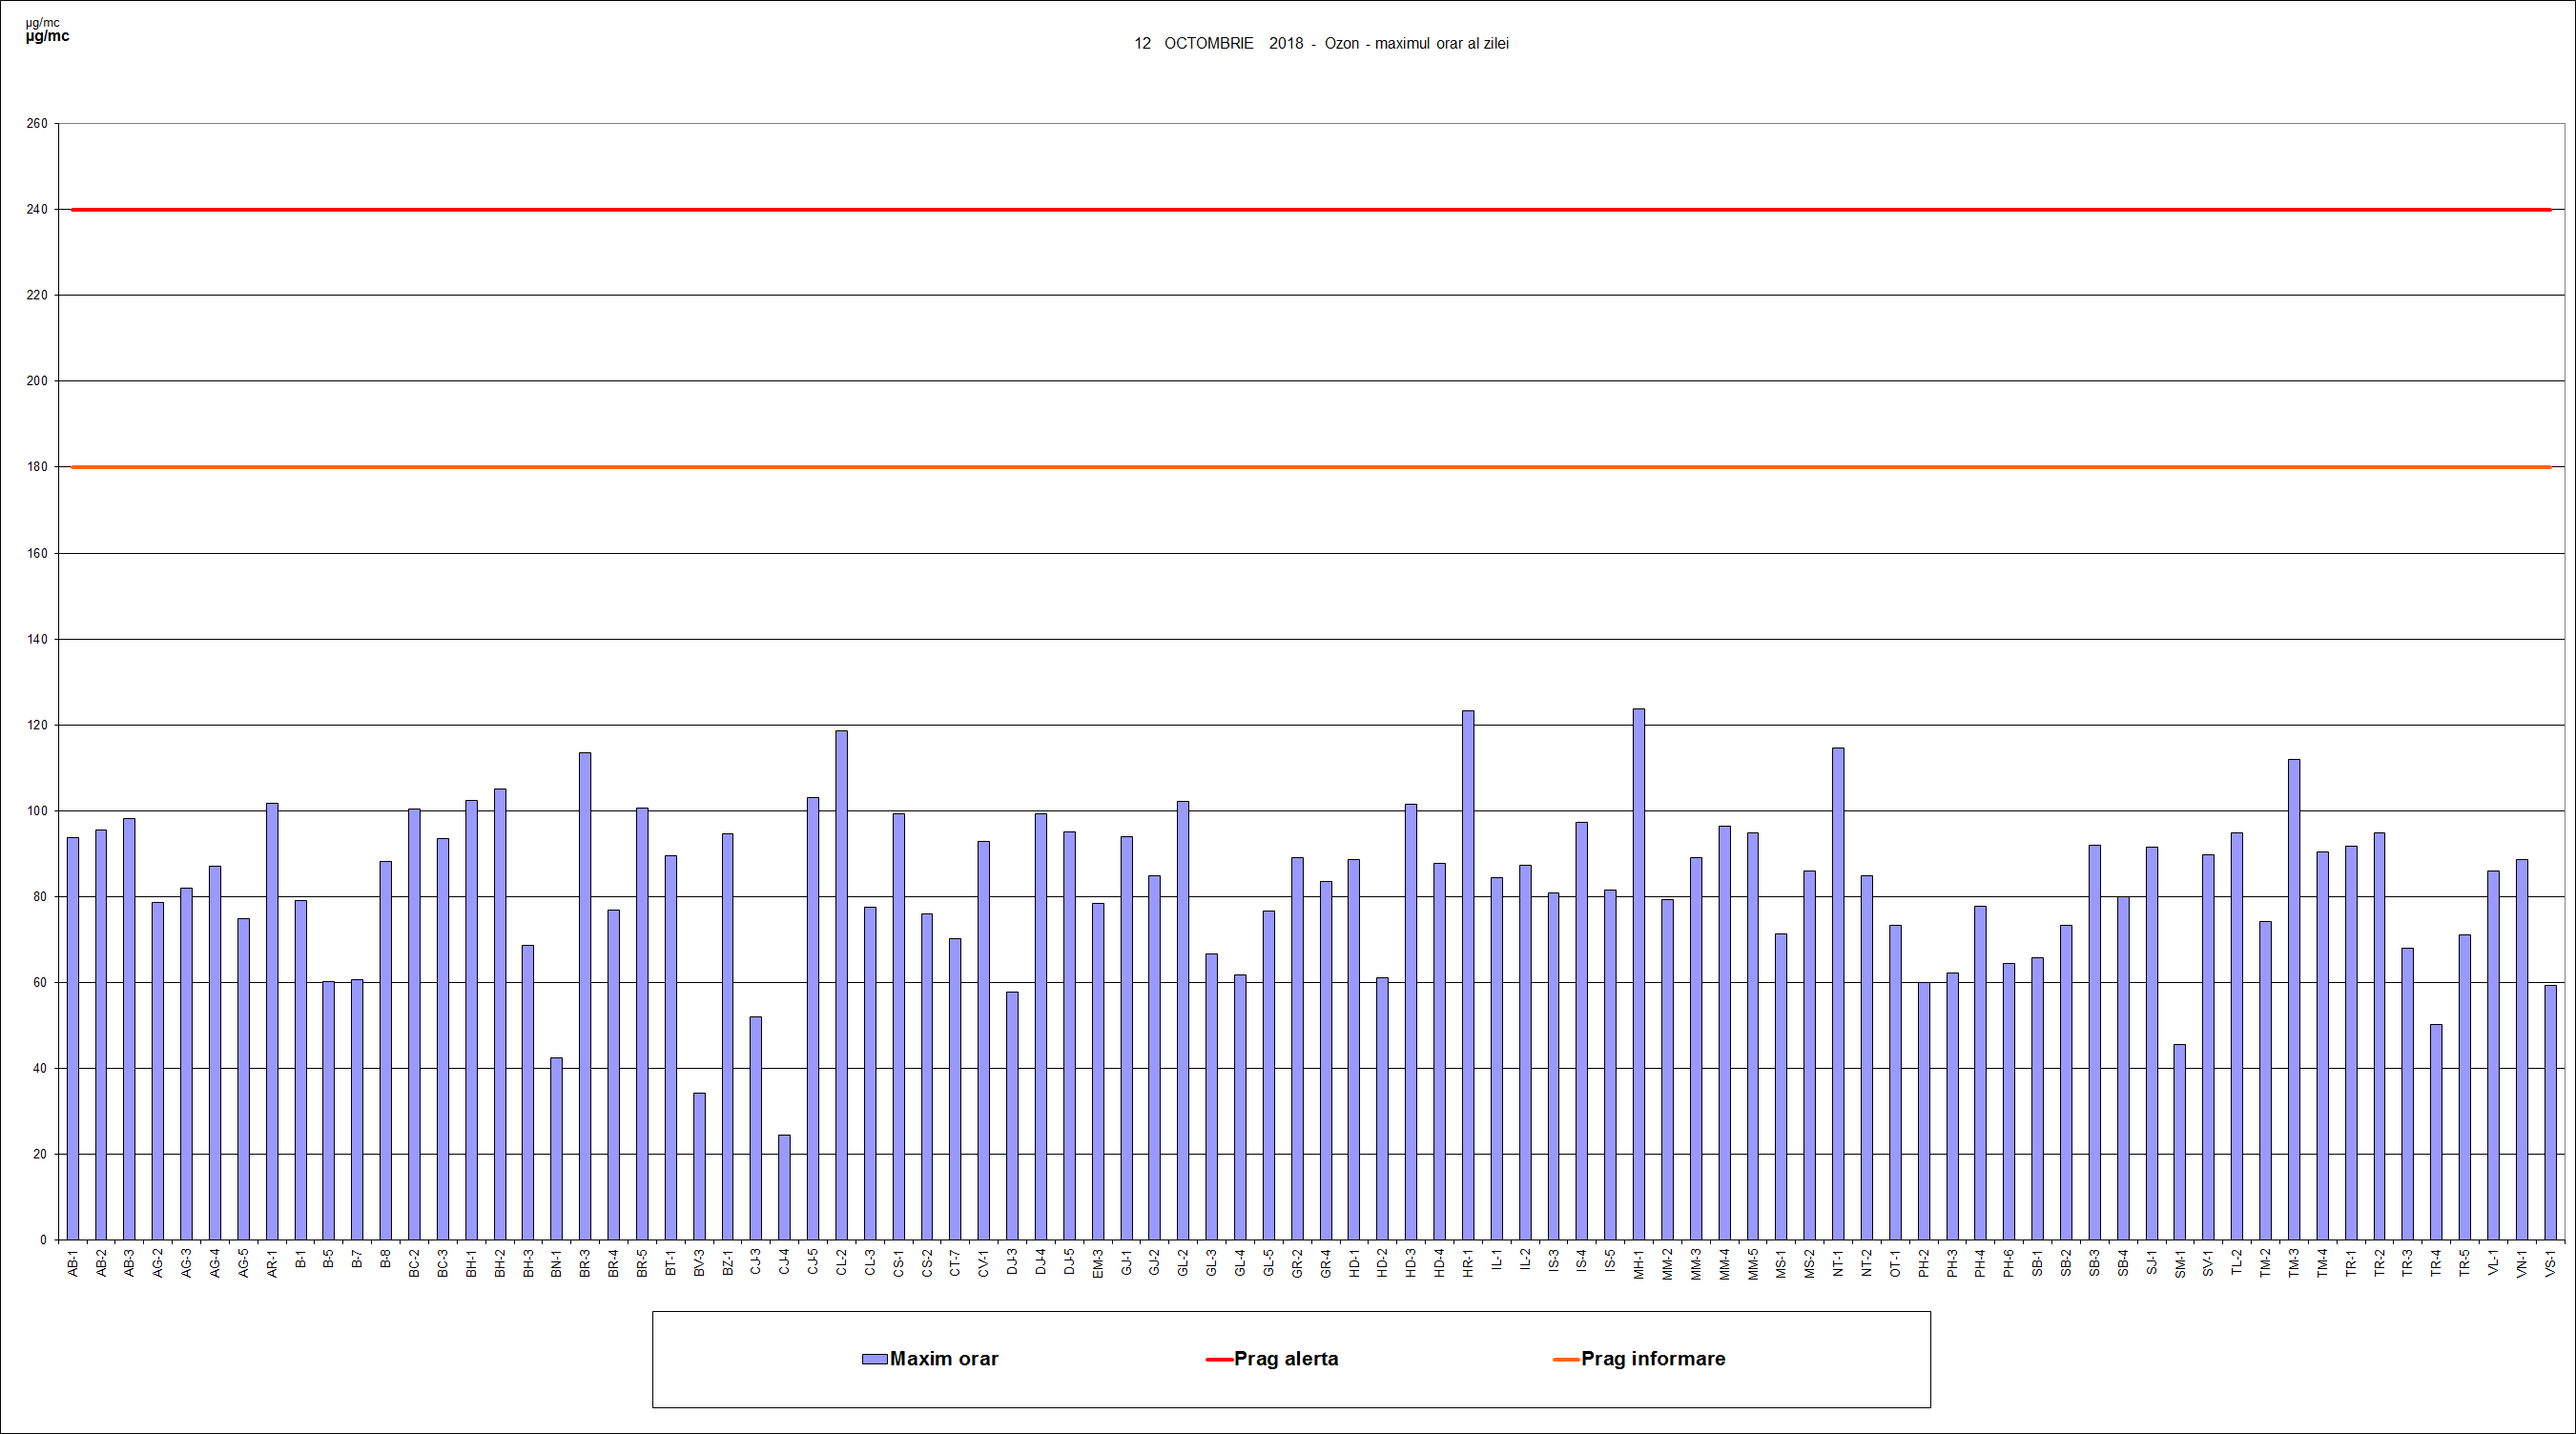 µg/mc
µg/mc
12 OCTOMBRIE 2018 - Ozon - maximul orar al zilei
260
240
220
200
180
160
140
120
100
80
60
40
20
0
AB-1 AB-2 AB-3 AG-2 AG-3 AG-4 AG-5 AR-1 B-1 B-5 B-7 B-8 BC-2 BC-3 BH-1 BH-2 BH-3 BN-1 BR-3 BR-4 BR-5 BT-1 BV-3 BZ-1 CJ-3 CJ-4 CJ-5 CL-2 CL-3 CS-1 CS-2 CT-7 CV-1 DJ-3 DJ-4 DJ-5 EM-3 GJ-1 GJ-2 GL-2 GL-3 GL-4 GL-5 GR-2 GR-4 HD-1 HD-2 HD-3 HD-4 HR-1 IL-1 IL-2 IS-3 IS-4 IS-5 MH-1 MM-2 MM-3 MM-4 MM-5 MS-1 MS-2 NT-1 NT-2 OT-1 PH-2 PH-3 PH-4 PH-6 SB-1 SB-2 SB-3 SB-4 SJ-1 SM-1 SV-1 TL-2 TM-2 TM-3 TM-4 TR-1 TR-2 TR-3 TR-4 TR-5 VL-1 VN-1 VS-1
Maxim orar Prag alerta Prag informare